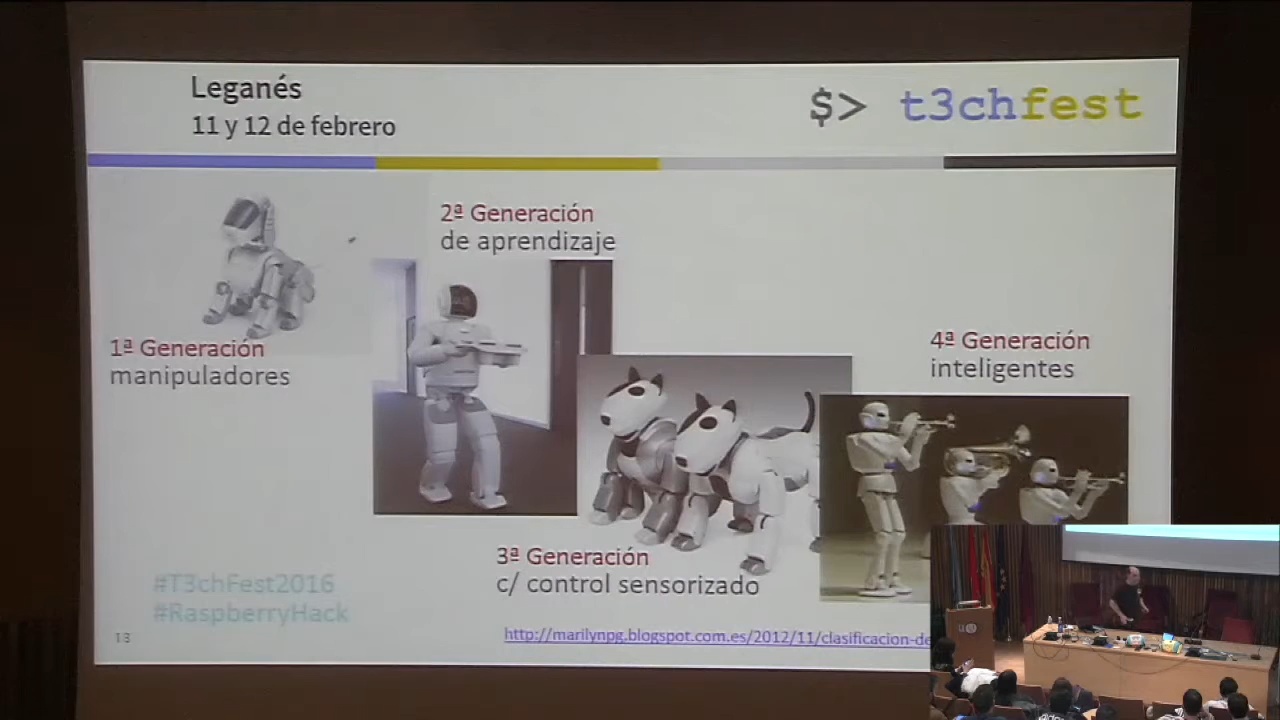 Leganés
11 y 12 de febrero
$> t3chfest
2ª Generación
de aprendizaje
1ª Generación
manipuladores
4ª Generación
inteligentes
3ª Generación
c/ control sensorizado
#T3chFest2016
#RaspberryHack
13
http://marilynpg.blogspot.com.es/2012/11/clasificacion-de